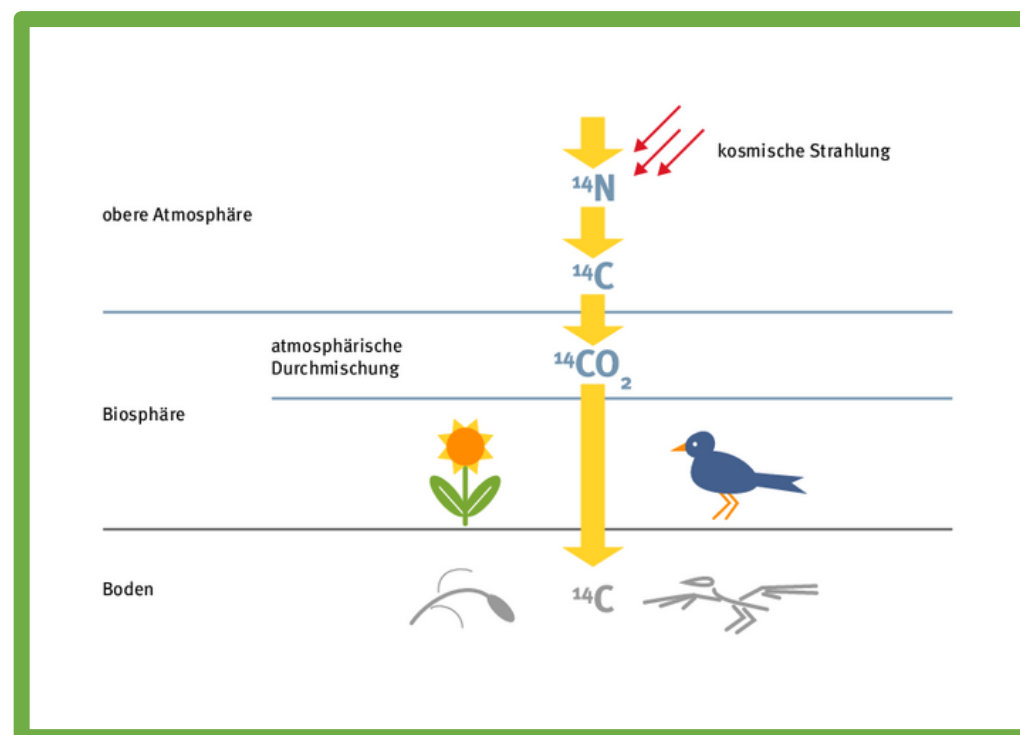 kosmische Strahlung
¹⁴N
obere Atmosphäre
¹⁴C
atmosphärische
Durchmischung
¹⁴CO₂
Biosphäre
Boden
¹⁴C